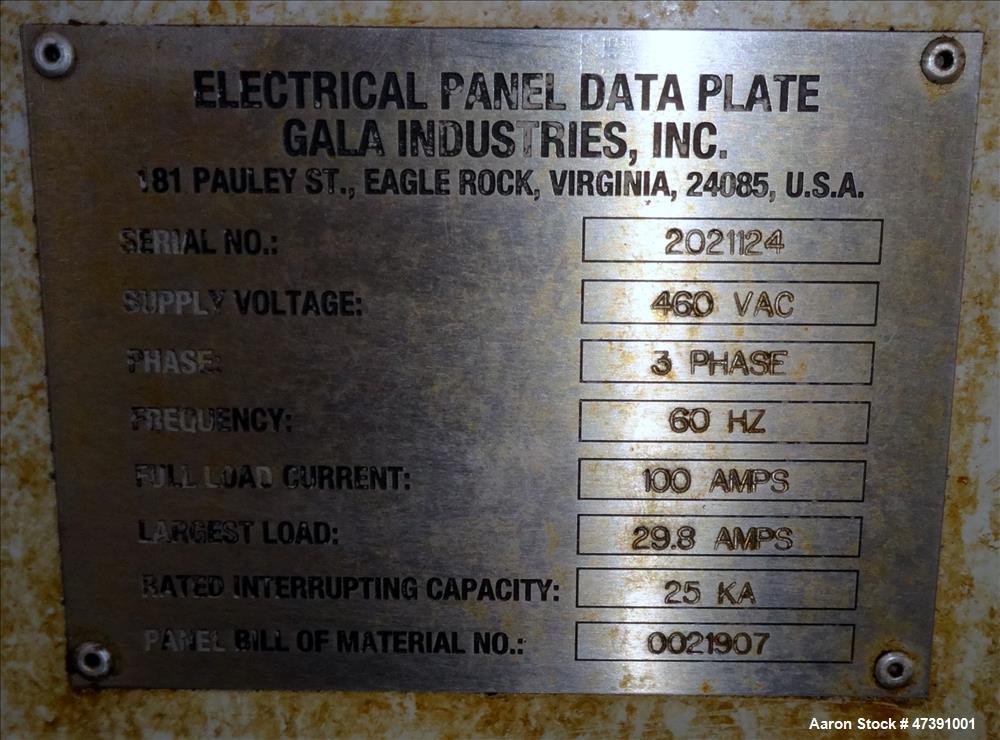 ELECTRICAL PANEL DATA PLATE
GALA INDUSTRIES, INC.
181 PAULEY ST., EAGLE ROCK, VIRGINIA, 24085, U.S.A.
SERIAL NO.: 2021124
SUPPLY VOLTAGE: 460 VAC
PHASE: 3 PHASE
FREQUENCY: 60 HZ
FULL LOAD CURRENT: 100 AMPS
LARGEST LOAD: 29.8 AMPS
RATED INTERRUPTING CAPACITY: 25 KA
PANEL BILL OF MATERIAL NO.: 0021907
Aaron Stock # 47391001